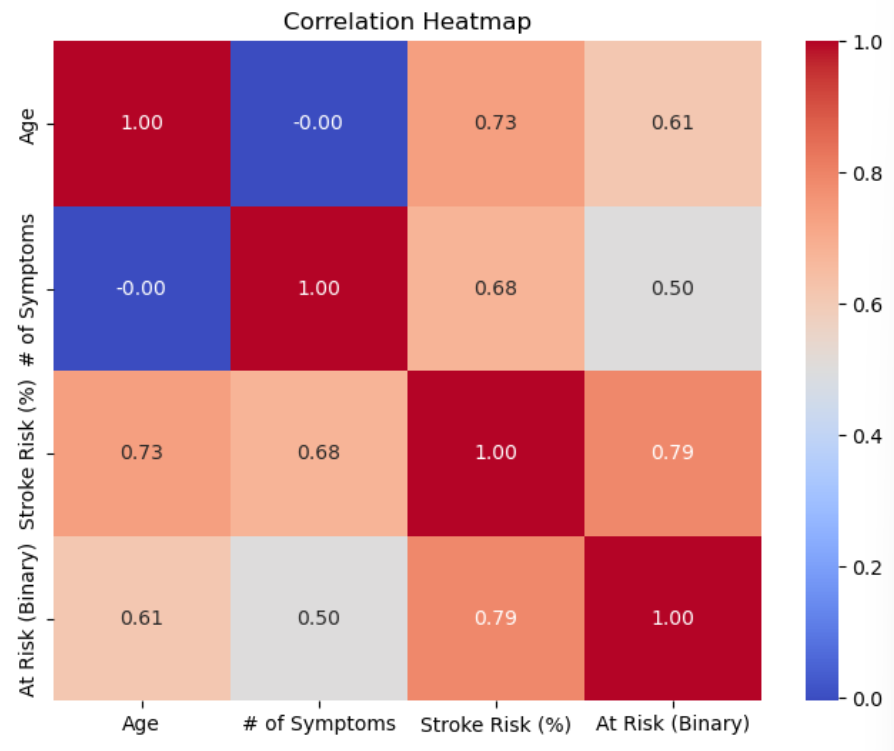 Correlation Heatmap
Age
1.00
-0.00
0.73
0.61
1.0
0.8
# of Symptoms
-0.00
1.00
0.68
0.50
0.6
Stroke Risk (%)
0.73
0.68
1.00
0.79
0.4
0.2
At Risk (Binary)
0.61
0.50
0.79
1.00
0.0
Age
# of Symptoms
Stroke Risk (%)
At Risk (Binary)